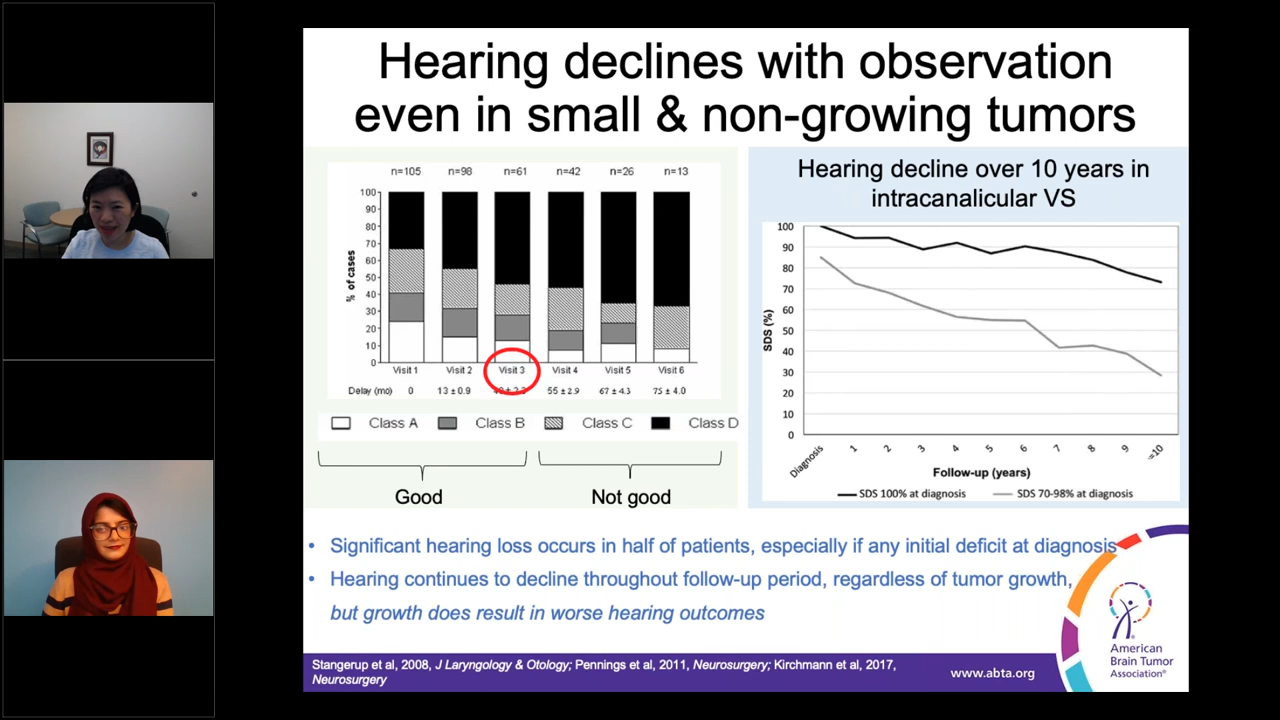 Hearing declines with observation
even in small & non-growing tumors
n=105 n=98 n=61 n=42 n=26 n=13
% of cases
100
90
80
70
60
50
40
30
20
10
0
Visit 1 Visit 2 Visit 3 Visit 4 Visit 5 Visit 6
Delay (mo) 0 13 ± 0.9 55 ± 2.9 67 ± 4.3 75 ± 4.0
Class A Class B Class C Class D
Good Not good
Hearing decline over 10 years in
intracanalicular VS
SDS (%)
100
90
80
70
60
50
40
30
20
10
0
Diagnosis 1 2 3 4 5 6 7 8 9 >=10
Follow-up (years)
SDS 100% at diagnosis SDS 70-98% at diagnosis
• Significant hearing loss occurs in half of patients, especially if any initial deficit at diagnosis
• Hearing continues to decline throughout follow-up period, regardless of tumor growth,
but growth does result in worse hearing outcomes
Stangerup et al, 2008, J Laryngology & Otology; Pennings et al, 2011, Neurosurgery; Kirchmann et al, 2017,
Neurosurgery
www.abta.org
American
Brain Tumor
Association®